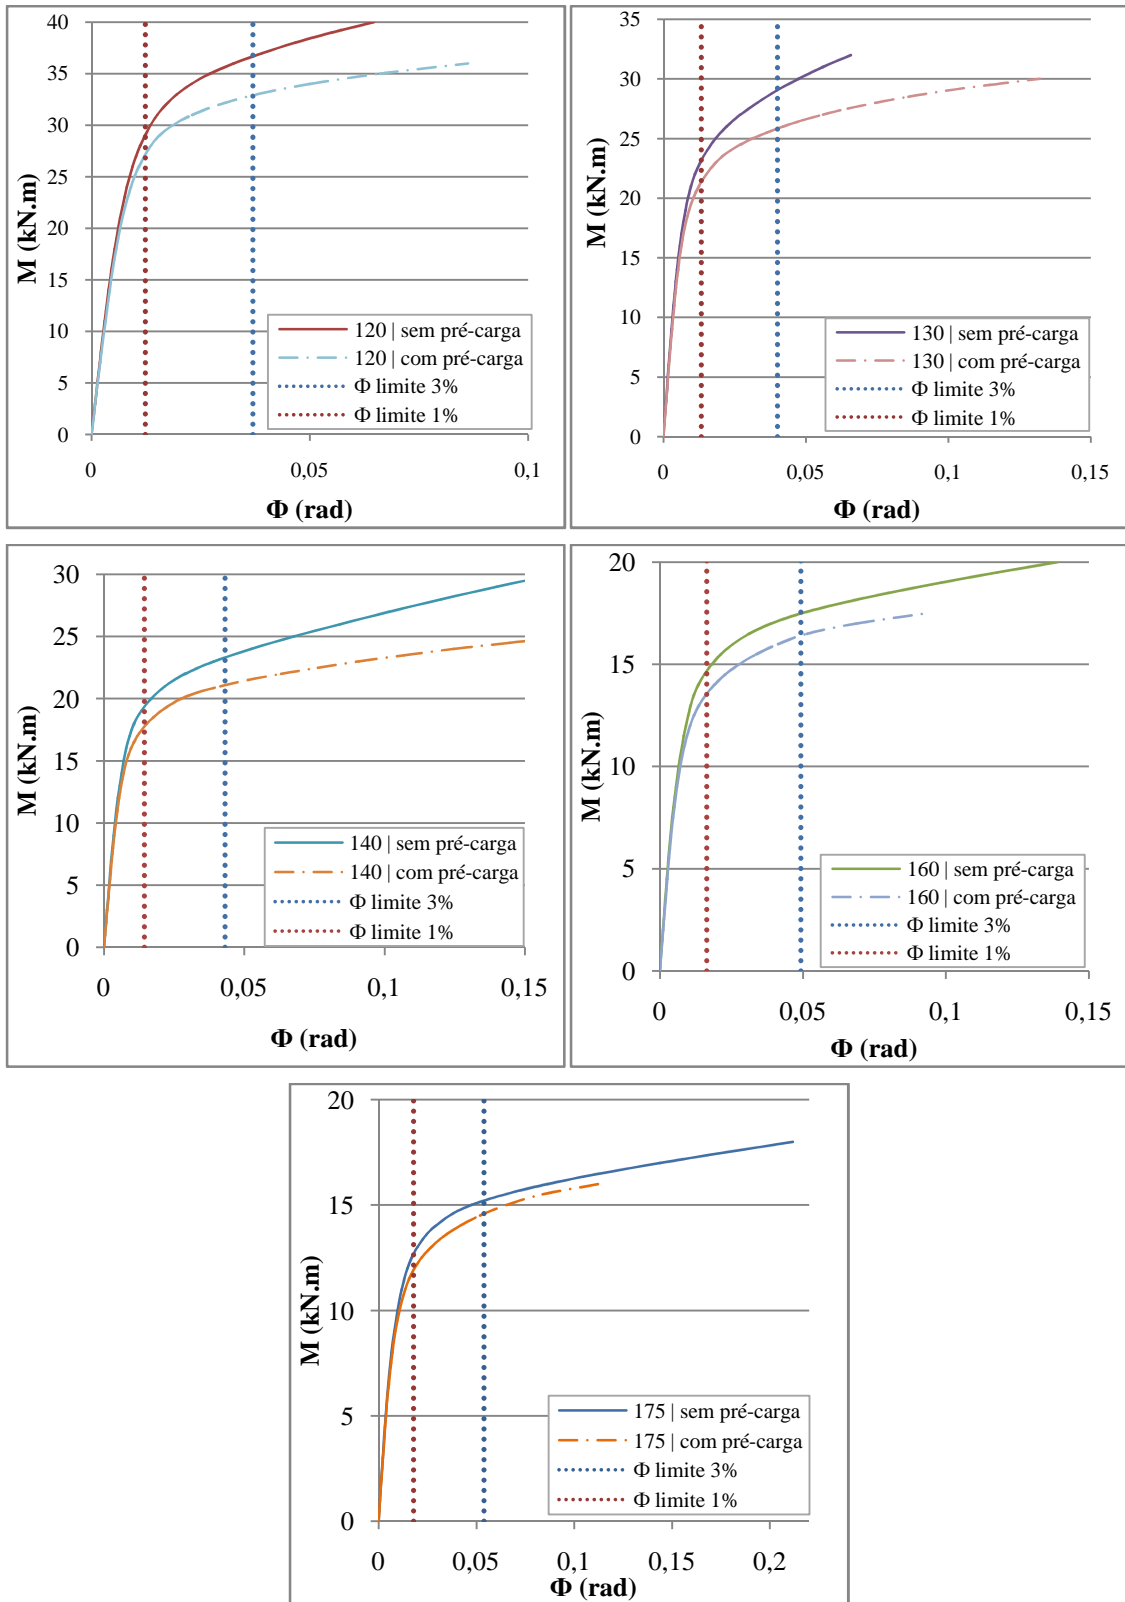 40
35
30
25
20
15
10
5
0
M (kN.m)
120 | sem pré-carga
120 | com pré-carga
Φ limite 3%
Φ limite 1%
0 0,05 0,1
Φ (rad)
35
30
25
20
15
10
5
0
M (kN.m)
130 | sem pré-carga
130 | com pré-carga
Φ limite 3%
Φ limite 1%
0 0,05 0,1 0,15
Φ (rad)
30
25
20
15
10
5
0
M (kN.m)
140 | sem pré-carga
140 | com pré-carga
Φ limite 3%
Φ limite 1%
0 0,05 0,1 0,15
Φ (rad)
20
15
10
5
0
M (kN.m)
160 | sem pré-carga
160 | com pré-carga
Φ limite 3%
Φ limite 1%
0 0,05 0,1 0,15
Φ (rad)
20
15
10
5
0
M (kN.m)
175 | sem pré-carga
175 | com pré-carga
Φ limite 3%
Φ limite 1%
0 0,05 0,1 0,15 0,2
Φ (rad)